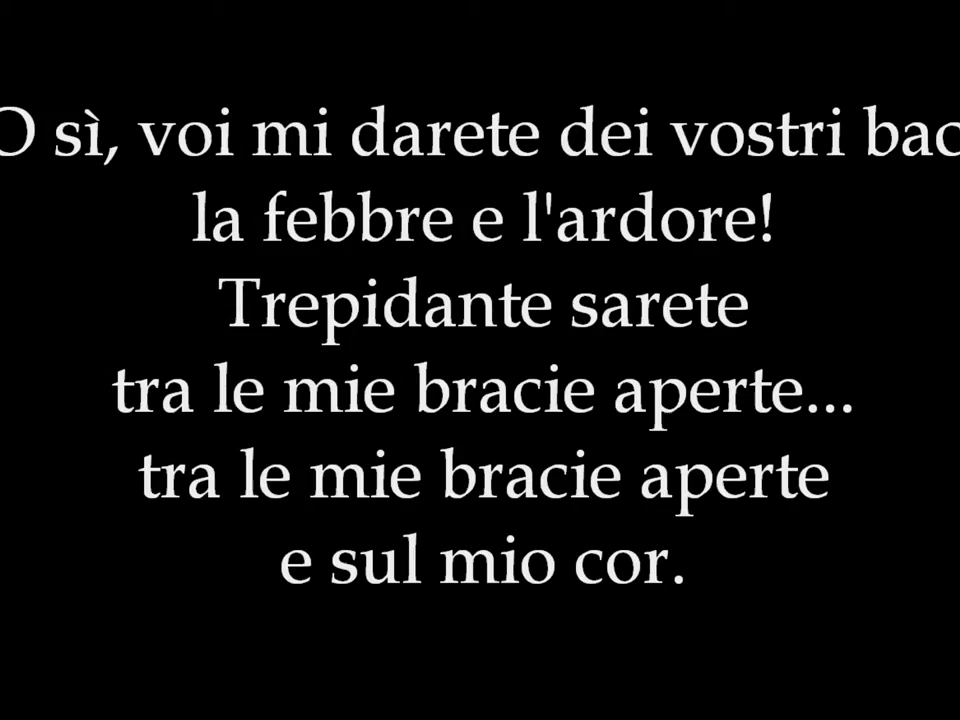 O sì, voi mi darete dei vostri bac
la febbre e l'ardore!
Trepidante sarete
tra le mie bracie aperte...
tra le mie bracie aperte
e sul mio cor.